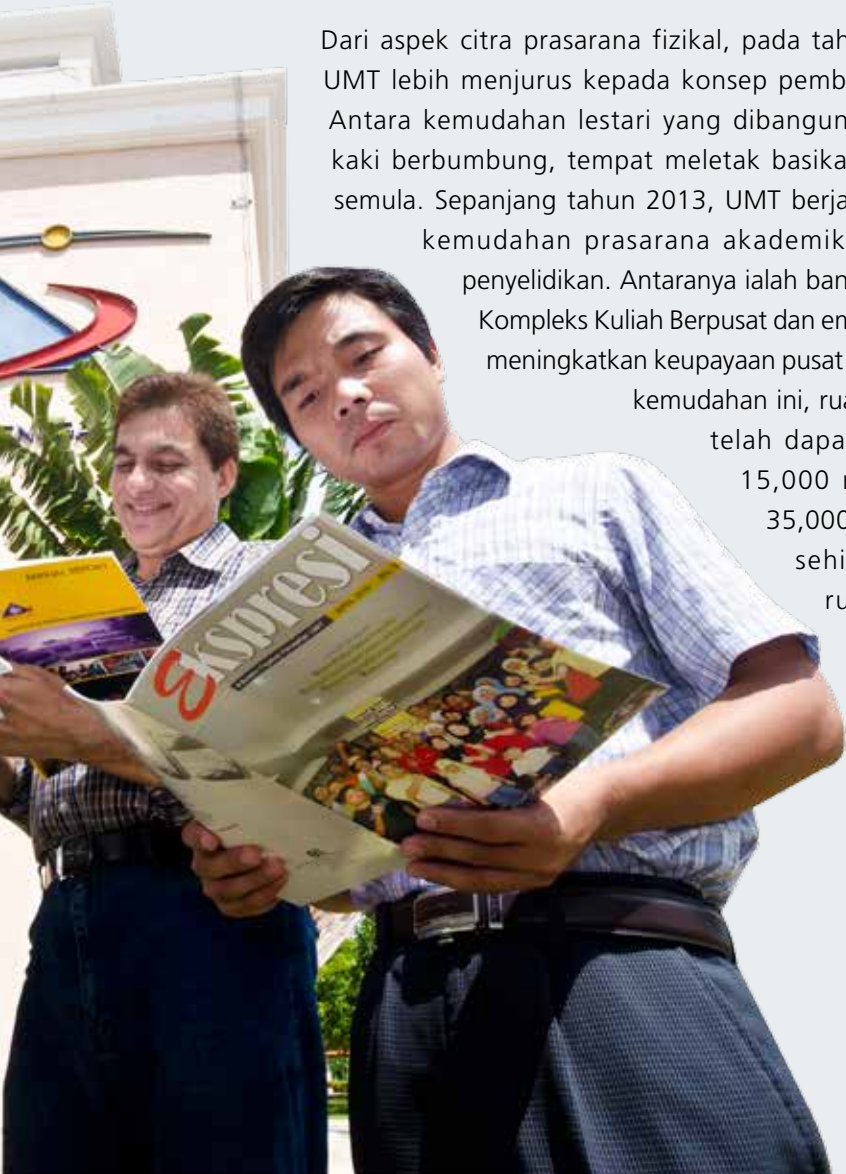 Dari aspek citra prasarana fizikal, pada tah
UMT lebih menjurus kepada konsep pemb
Antara kemudahan lestari yang dibangun
kaki berbumbung, tempat meletak basika
semula. Sepanjang tahun 2013, UMT berja
kemudahan prasarana akademik
penyelidikan. Antaranya ialah ban
Kompleks Kuliah Berpusat dan em
meningkatkan keupayaan pusat
kemudahan ini, rua
telah dapa
15,000
35,000
sehi
ru
Ekspresi